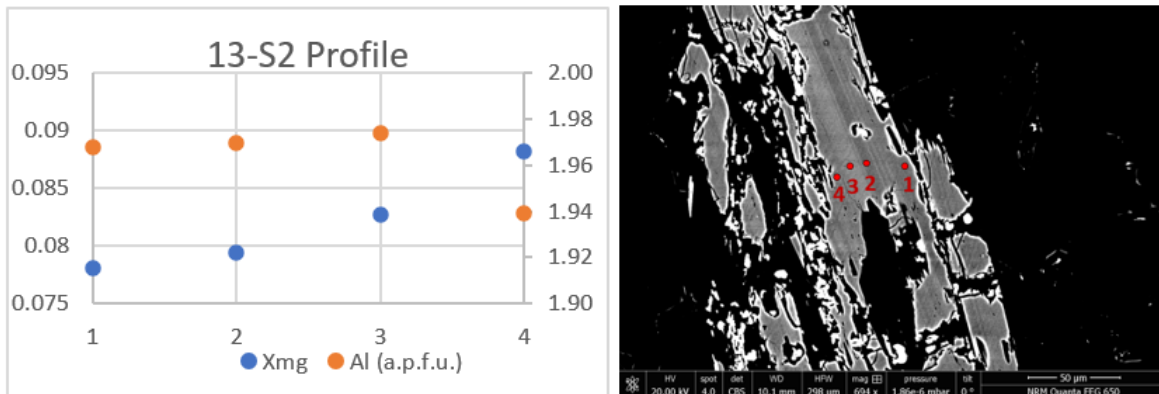 13-S2 Profile
0.095
0.09
0.085
0.08
0.075
2.00
1.98
1.96
1.94
1.92
1.90
1 2 3 4
Xmg Al (a.p.f.u.)
4 3 2 1
HV spot det WD HFW mag pressure tilt
20.00 kV 4.0 CBS 10.1 mm 298 µm 694 x 1.86e-6 mbar 0 °
50 µm
NRM Quanta FEG 650